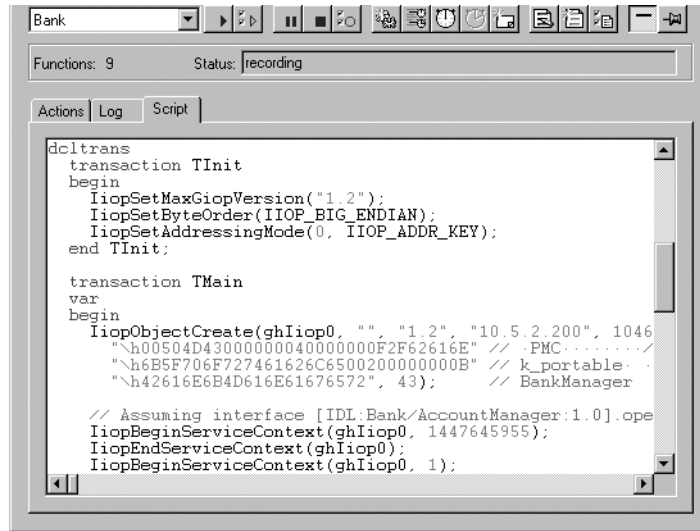 Bank
Functions: 9 Status: recording
Actions Log Script
dcltrans
transaction TInit
begin
IiopSetMaxGiopVersion("1.2");
IiopSetByteOrder(IIOP_BIG_ENDIAN);
IiopSetAddressingMode(0, IIOP_ADDR_KEY);
end TInit;
transaction TMain
var
begin
IiopObjectCreate(ghIiop0, "", "1.2", "10.5.2.200", 1046
"\h00504D43000000040000000F2F62616E" // ·PMC········/
"\h6B5F706F727461626C6500200000000B" // k_portable· ·
"\h42616E6B4D616E61676572", 43); // BankManager
// Assuming interface [IDL:Bank/AccountManager:1.0].ope
IiopBeginServiceContext(ghIiop0, 1447645955);
IiopEndServiceContext(ghIiop0);
IiopBeginServiceContext(ghIiop0, 1);